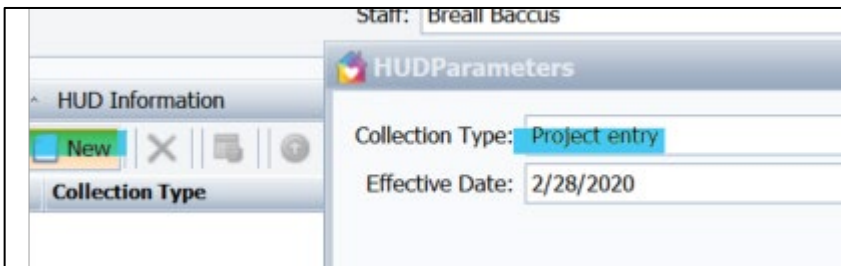 Staff: Breall Baccus
HUDParameters
HUD Information
New
Collection Type: Project entry
Effective Date: 2/28/2020
Collection Type